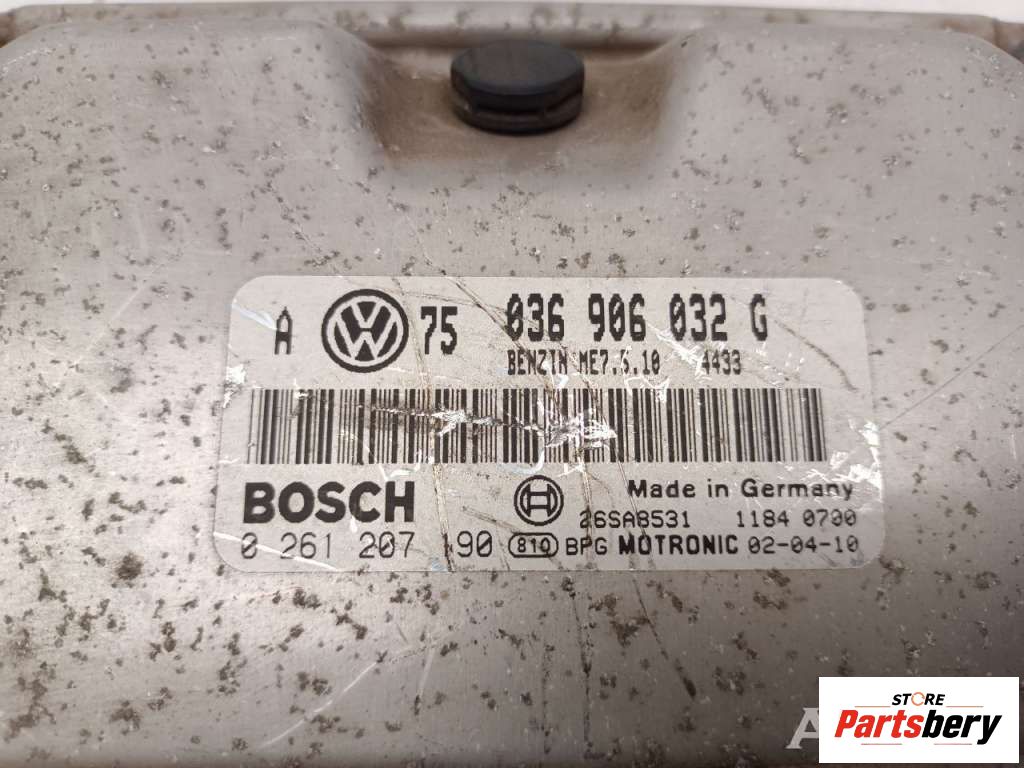 A VW 75 036 906 032 G
BENZIN ME7.5.10 4433
BOSCH Made in Germany
26SA8531 1184 0700
0 261 207 190 810 BPG MOTRONIC 02-04-10
STORE
Partsbery